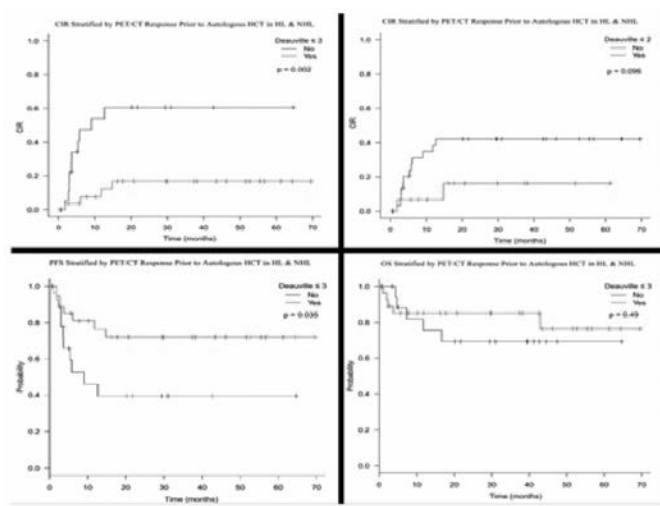 CIR Stratified by PET/CT Response Prior to Autologous HCT in HL & NHL
Deauville ≤ 3
No
Yes
p = 0.002
1.0
0.8
0.6
0.4
0.2
0.0
CIR
0 10 20 30 40 50 60 70
Time (months)
CIR Stratified by PET/CT Response Prior to Autologous HCT in HL & NHL
Deauville ≤ 2
No
Yes
p = 0.096
1.0
0.8
0.6
0.4
0.2
0.0
CIR
0 10 20 30 40 50 60 70
Time (months)
PFS Stratified by PET/CT Response Prior to Autologous HCT in HL & NHL
Deauville ≤ 3
No
Yes
p = 0.035
1.0
0.8
0.6
0.4
0.2
0.0
Probability
0 10 20 30 40 50 60 70
Time (months)
OS Stratified by PET/CT Response Prior to Autologous HCT in HL & NHL
Deauville ≤ 3
No
Yes
p = 0.49
1.0
0.8
0.6
0.4
0.2
0.0
Probability
0 10 20 30 40 50 60 70
Time (months)